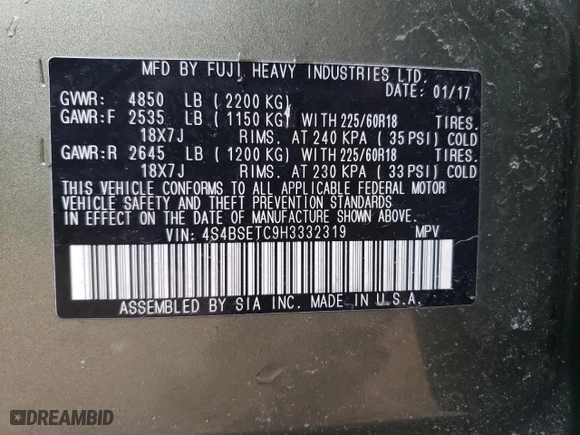 MFD BY FUJI HEAVY INDUSTRIES LTD.
DATE: 01/17
GVWR: 4850 LB ( 2200 KG)
GAWR:F 2535 LB ( 1150 KG) WITH 225/60R18 TIRES.
18X7J RIMS. AT 240 KPA ( 35 PSI) COLD
GAWR:R 2645 LB ( 1200 KG) WITH 225/60R18 TIRES.
18X7J RIMS. AT 230 KPA ( 33 PSI) COLD
THIS VEHICLE CONFORMS TO ALL APPLICABLE FEDERAL MOTOR
VEHICLE SAFETY AND THEFT PREVENTION STANDARDS
IN EFFECT ON THE DATE OF MANUFACTURE SHOWN ABOVE.
VIN: 4S4BSETC9H3332319 MPV
ASSEMBLED BY SIA INC. MADE IN U.S.A.
DREAMBID